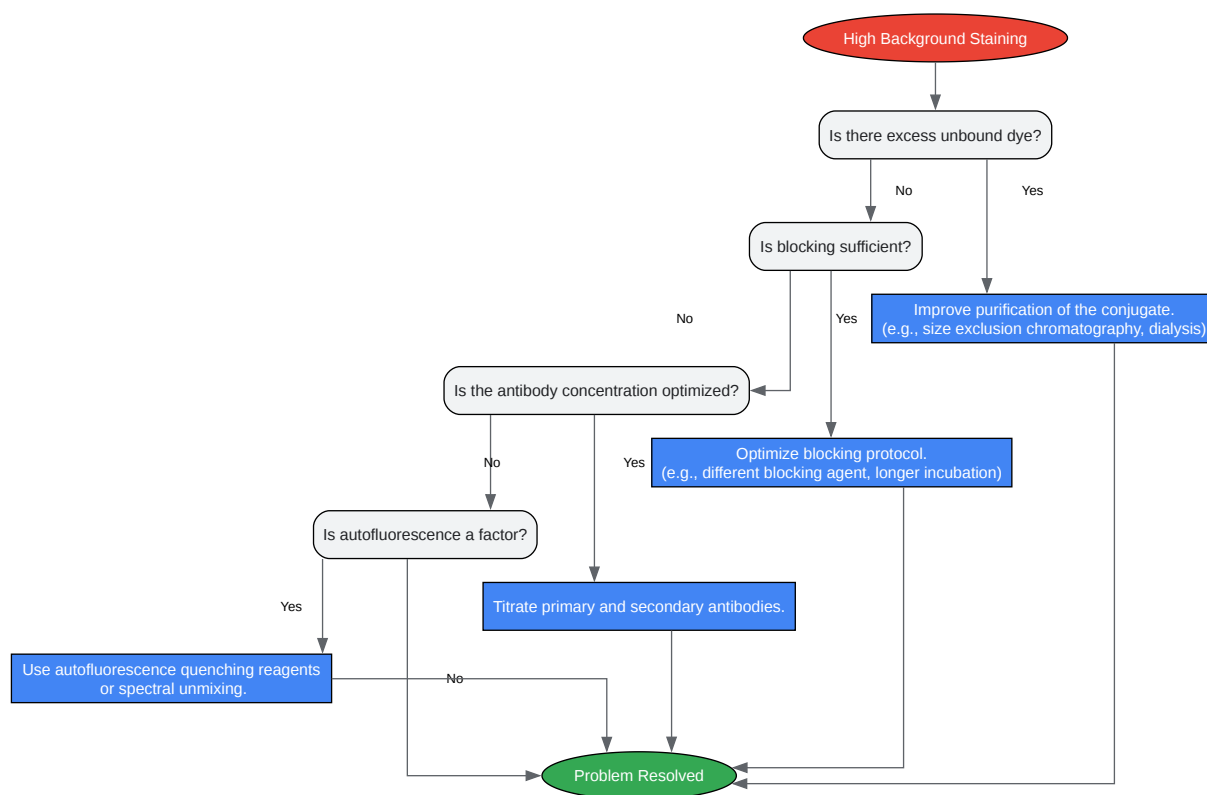 High Background Staining
Is there excess unbound dye?
No
Yes
Is blocking sufficient?
Improve purification of the conjugate.
(e.g., size exclusion chromatography, dialysis)
No
Yes
Is the antibody concentration optimized?
Optimize blocking protocol.
(e.g., different blocking agent, longer incubation)
No
Yes
Is autofluorescence a factor?
Titrate primary and secondary antibodies.
Yes
Use autofluorescence quenching reagents
or spectral unmixing.
No
Problem Resolved